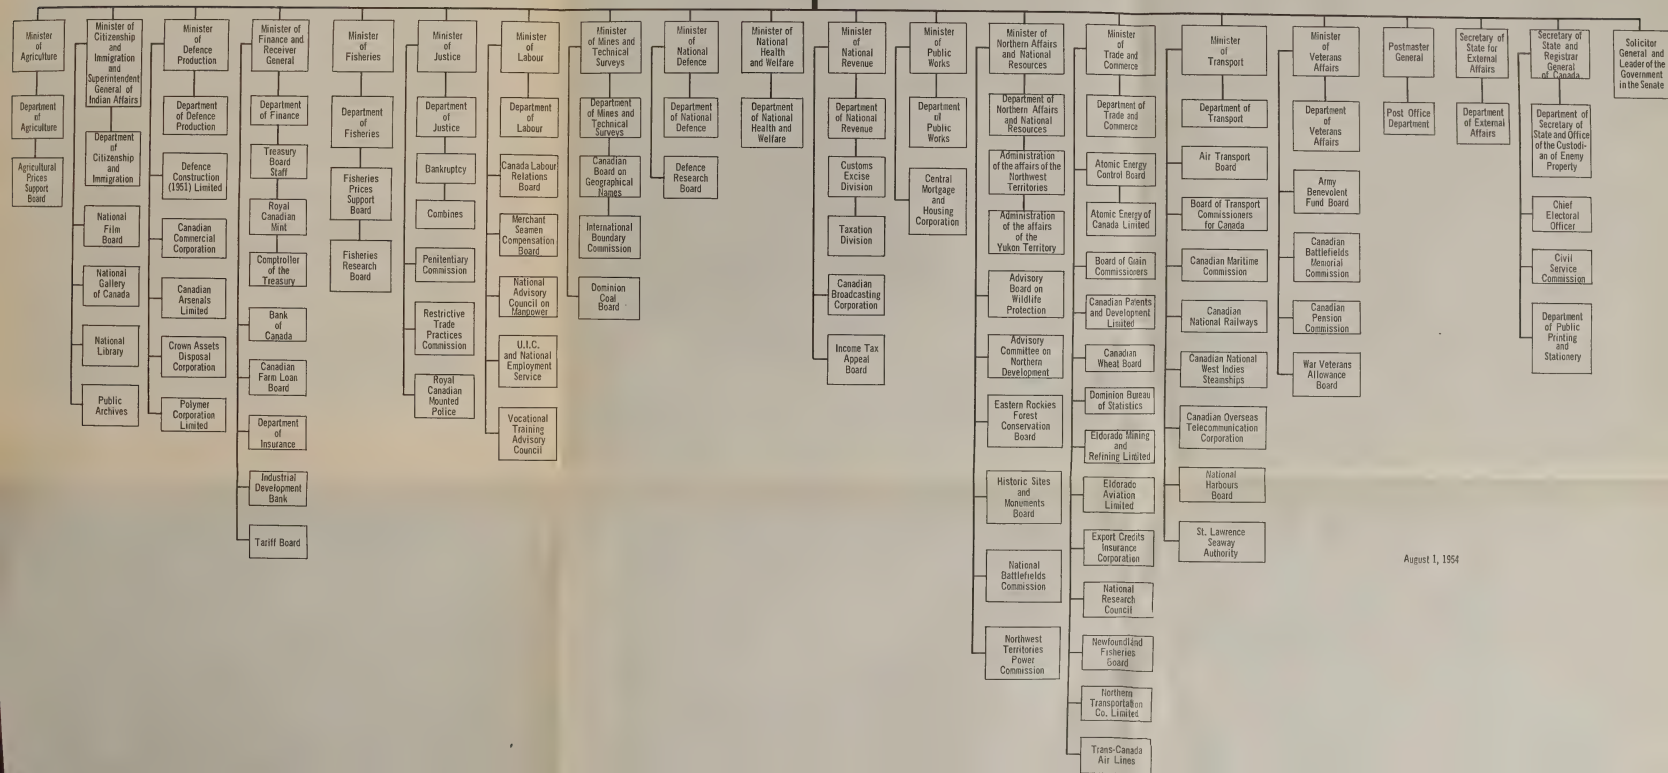 Minister
of
Agriculture
Department
of
Agriculture
Agricultural
Prices
Support
Board
Minister of
Citizenship
and
Immigration
and
Superintendent
General of
Indian Affairs
Department
of
Citizenship
and
Immigration
National
Film
Board
National
Gallery
of Canada
National
Library
Public
Archives
Minister
of
Defence
Production
Department
of Defence
Production
Defence
Construction
(1951) Limited
Canadian
Commercial
Corporation
Canadian
Arsenals
Limited
Crown Assets
Disposal
Corporation
Polymer
Corporation
Limited
Minister of
Finance and
Receiver
General
Department
of Finance
Treasury
Board
Staff
Royal
Canadian
Mint
Comptroller
of the
Treasury
Bank
of
Canada
Canadian
Farm Loan
Board
Department
of
Insurance
Industrial
Development
Bank
Tariff Board
Minister
of
Fisheries
Department
of
Fisheries
Fisheries
Prices
Support
Board
Fisheries
Research
Board
Minister
of
Justice
Department
of
Justice
Bankruptcy
Combines
Penitentiary
Commission
Restrictive
Trade
Practices
Commission
Royal
Canadian
Mounted
Police
Minister
of
Labour
Department
of
Labour
Canada Labour
Relations
Board
Merchant
Seamen
Compensation
Board
National
Advisory
Council on
Manpower
U.I.C.
and National
Employment
Service
Vocational
Training
Advisory
Council
Minister
of Mines and
Technical
Surveys
Department
of Mines and
Technical
Surveys
Canadian
Board on
Geographical
Names
International
Boundary
Commission
Dominion
Coal
Board
Minister
of
National
Defence
Department
of National
Defence
Defence
Research
Board
Minister of
National
Health
and Welfare
Department
of National
Health and
Welfare
Minister
of
National
Revenue
Department
of National
Revenue
Customs
Excise
Division
Taxation
Division
Canadian
Broadcasting
Corporation
Income Tax
Appeal
Board
Minister
of
Public
Works
Department
of
Public
Works
Central
Mortgage
and
Housing
Corporation
Minister of
Northern Affairs
and National
Resources
Department of
Northern Affairs
and National
Resources
Administration
of the affairs of the
Northwest
Territories
Administration
of the affairs
of the
Yukon Territory
Advisory
Board on
Wildlife
Protection
Advisory
Committee on
Northern
Development
Eastern Rockies
Forest
Conservation
Board
Historic Sites
and
Monuments
Board
National
Battlefields
Commission
Northwest
Territories
Power
Commission
Minister
of
Trade and
Commerce
Department of
Trade and
Commerce
Atomic Energy
Control Board
Atomic Energy of
Canada Limited
Board of Grain
Commissioners
Canadian Patents
and Development
Limited
Canadian
Wheat Board
Dominion Bureau
of Statistics
Eldorado Mining
and
Refining Limited
Eldorado
Aviation
Limited
Export Credits
Insurance
Corporation
National
Research
Council
Newfoundland
Fisheries
Board
Northern
Transportation
Co. Limited
Trans-Canada
Air Lines
Minister
of
Transport
Department of
Transport
Air Transport
Board
Board of Transport
Commissioners
for Canada
Canadian Maritime
Commission
Canadian
National Railways
Canadian National
West Indies
Steamships
Canadian Overseas
Telecommunication
Corporation
National
Harbours
Board
St. Lawrence
Seaway
Authority
Minister
of
Veterans
Affairs
Department
of
Veterans
Affairs
Army
Benevolent
Fund Board
Canadian
Battlefields
Memorial
Commission
Canadian
Pension
Commission
War Veterans
Allowance
Board
Postmaster
General
Post Office
Department
Secretary of
State for
External
Affairs
Department
of External
Affairs
Secretary of
State and
Registrar
General
of Canada
Department of
Secretary of
State and Office
of the Custodi-
an of Enemy
Property
Chief
Electoral
Officer
Civil
Service
Commission
Department
of Public
Printing
and
Stationery
Solicitor
General and
Leader of the
Government
in the Senate
August 1, 1954